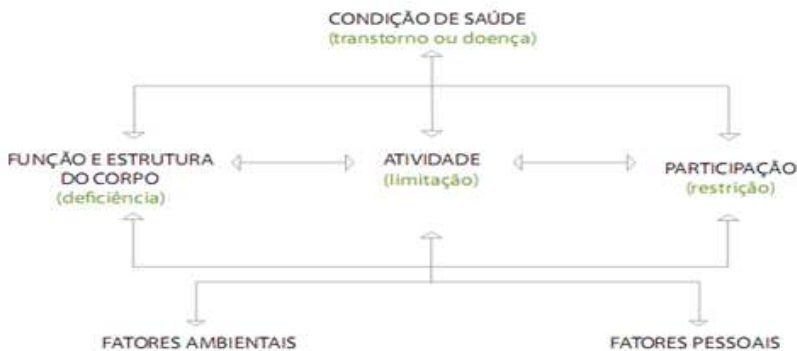 CONDIÇÃO DE SAÚDE
(transtorno ou doença)
FUNÇÃO E ESTRUTURA
DO CORPO
(deficiência)
ATIVIDADE
(limitação)
PARTICIPAÇÃO
(restrição)
FATORES AMBIENTAIS
FATORES PESSOAIS